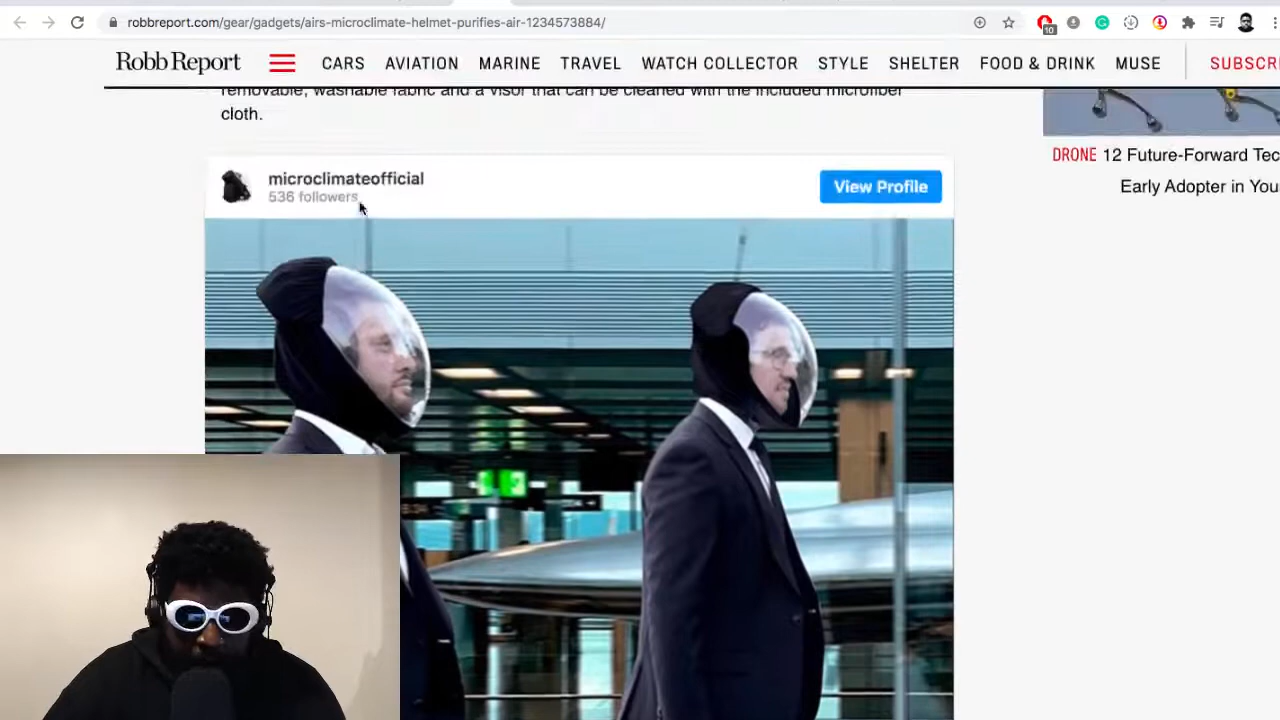 robbreport.com/gear/gadgets/airs-microclimate-helmet-purifies-air-1234573884/
10
Robb Report CARS AVIATION MARINE TRAVEL WATCH COLLECTOR STYLE SHELTER FOOD & DRINK MUSE SUBSCRI
removable, washable fabric and a visor that can be cleaned with the included microfiber
cloth.
microclimateofficial
536 followers
View Profile
DRONE 12 Future-Forward Tec
Early Adopter in You